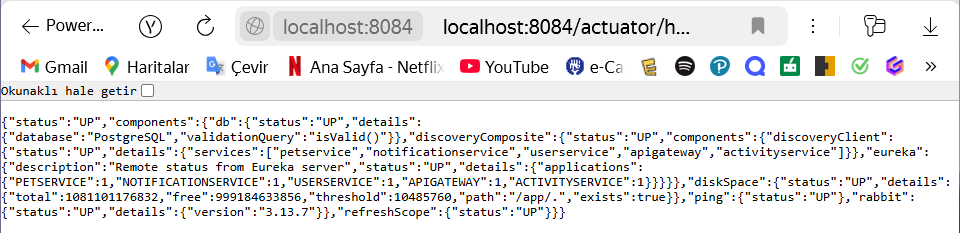 Power...
localhost:8084
localhost:8084/actuator/h...
Gmail
Haritalar
Çevir
Ana Sayfa - Netflix
YouTube
e-Ca
Okunaklı hale getir
{"status":"UP","components":{"db":{"status":"UP","details":
{"database":"PostgreSQL","validationQuery":"isValid()"}},"discoveryComposite":{"status":"UP","components":{"discoveryClient":
{"status":"UP","details":{"services":["petservice","notificationservice","userservice","apigateway","activityservice"]}},"eureka":
{"description":"Remote status from Eureka server","status":"UP","details":{"applications":
{"PETSERVICE":1,"NOTIFICATIONSERVICE":1,"USERSERVICE":1,"APIGATEWAY":1,"ACTIVITYSERVICE":1}}}}},"diskSpace":{"status":"UP","details":
{"total":1081101176832,"free":999184633856,"threshold":10485760,"path":"/app/.","exists":true}},"ping":{"status":"UP"},"rabbit":
{"status":"UP","details":{"version":"3.13.7"}},"refreshScope":{"status":"UP"}}}